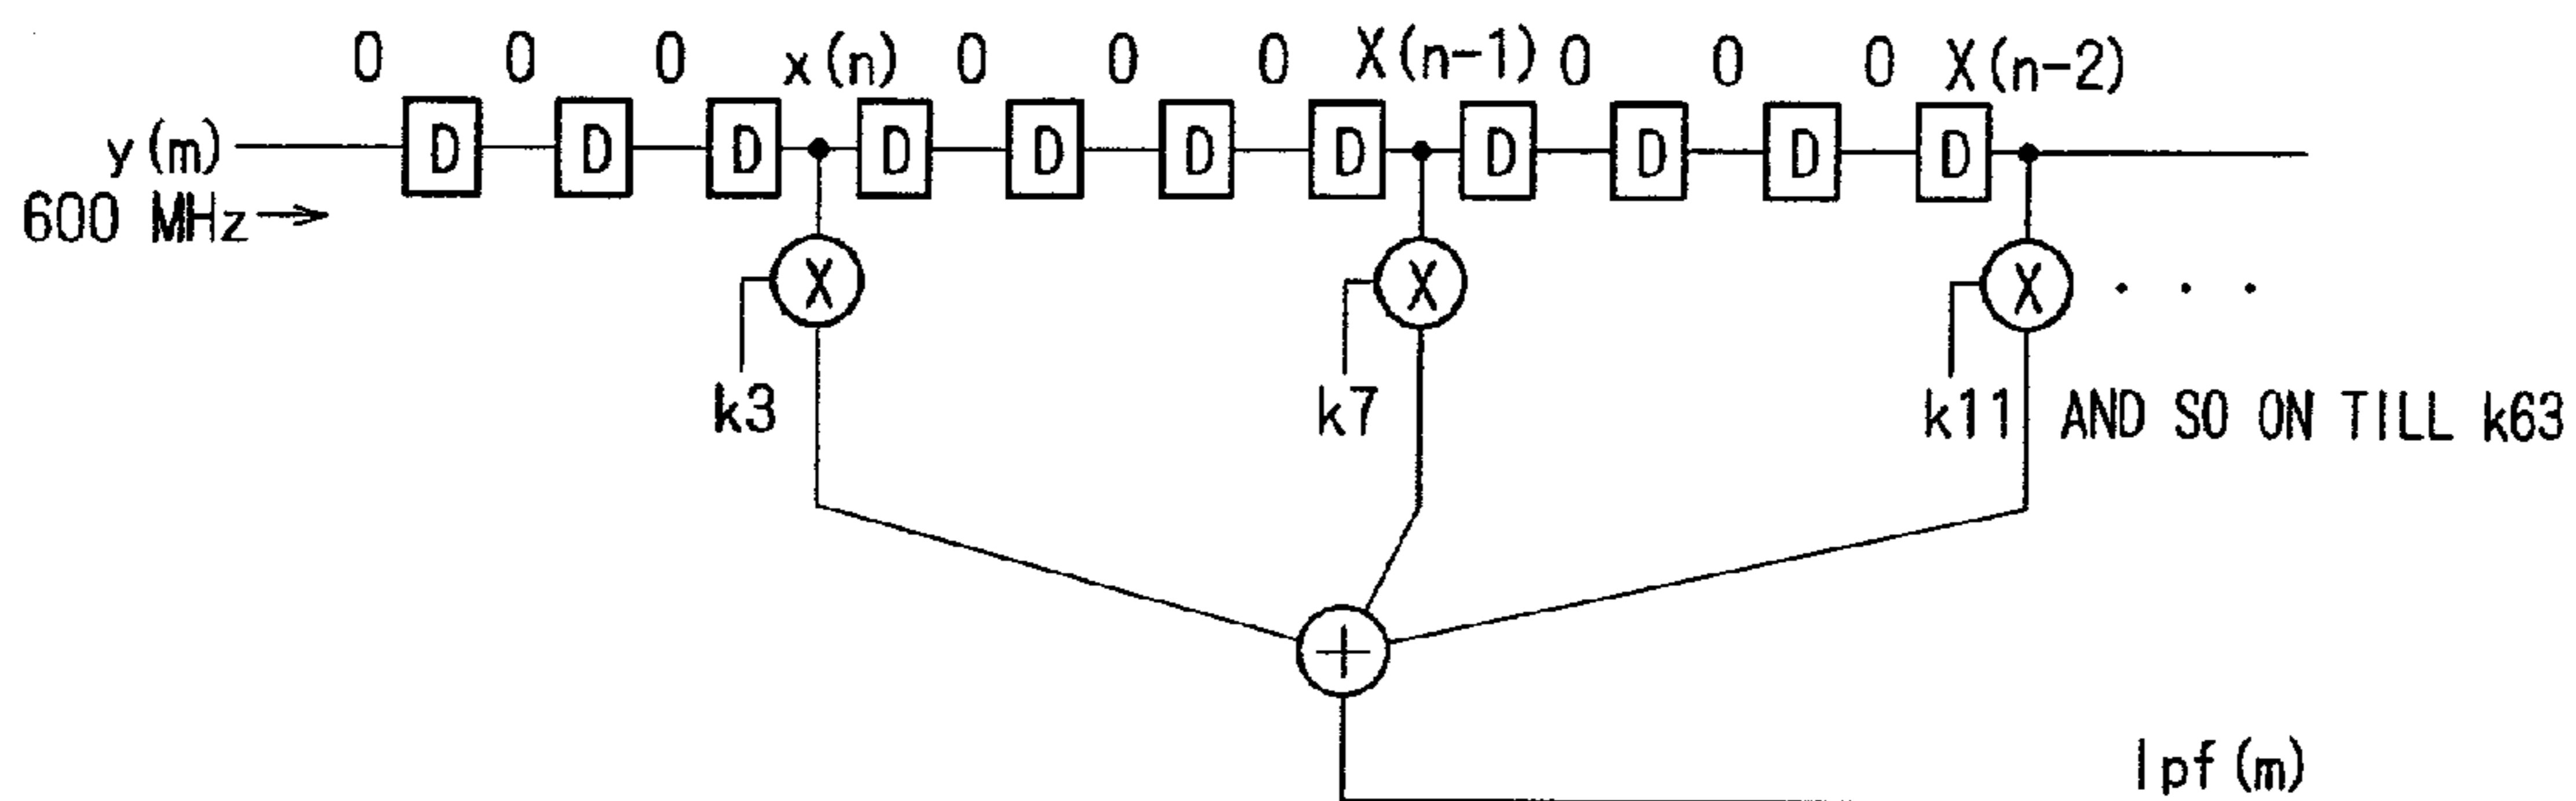 0 0 0 x(n) 0 0 0 X(n-1) 0 0 0 X(n-2)
y(m) D D D D D D D D D D D
600 MHz
X X X . . .
k3 k7 k11 AND SO ON TILL k63
+
lpf(m)